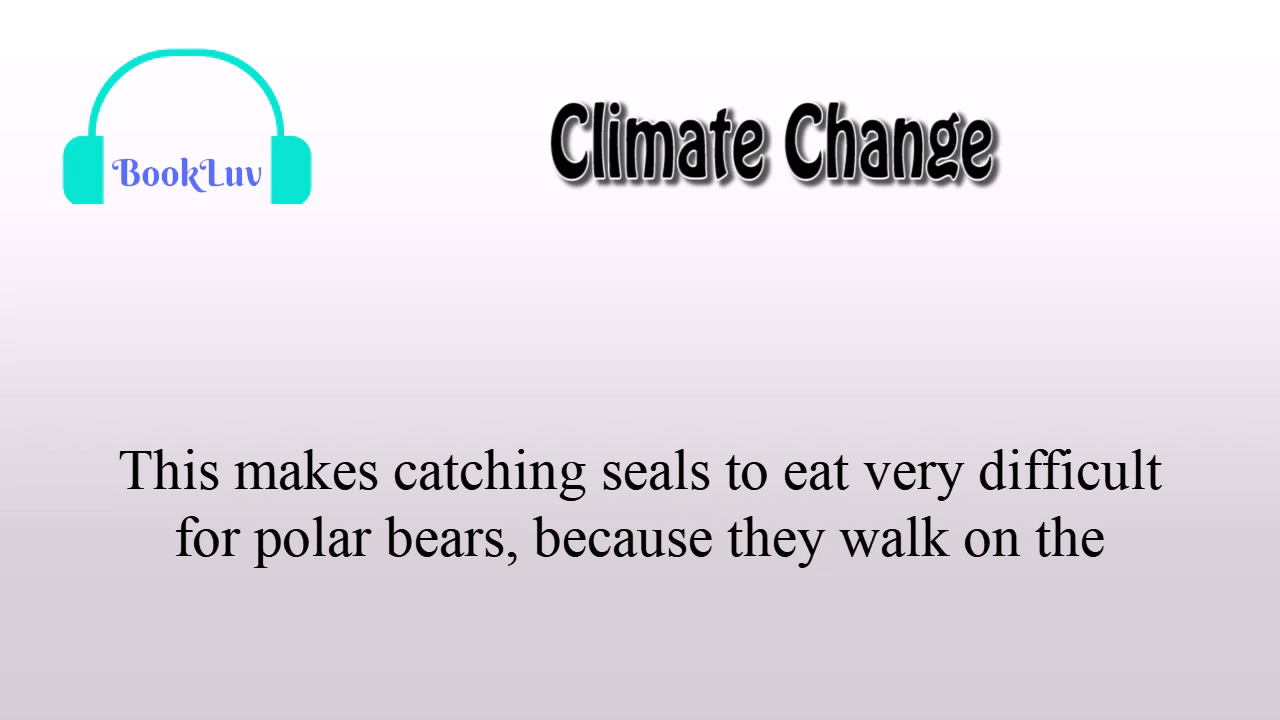 BookLuv
Climate Change
This makes catching seals to eat very difficult
for polar bears, because they walk on the